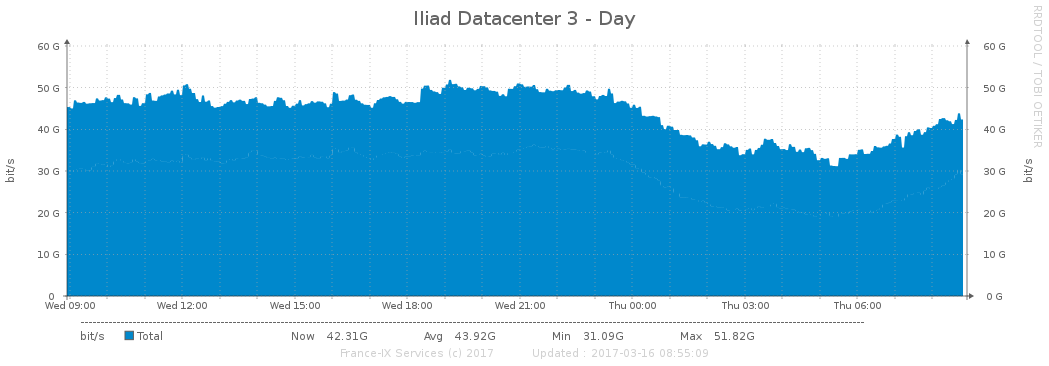 Iliad Datacenter 3 - Day
RRDTOOL / TOBI OETIKER
60 G 60 G
50 G 50 G
40 G 40 G
30 G 30 G
20 G 20 G
10 G 10 G
0 0 G
bit/s bit/s
Wed 09:00 Wed 12:00 Wed 15:00 Wed 18:00 Wed 21:00 Thu 00:00 Thu 03:00 Thu 06:00
bit/s Total Now 42.31G Avg 43.92G Min 31.09G Max 51.82G
France-IX Services (c) 2017 Updated : 2017-03-16 08:55:09